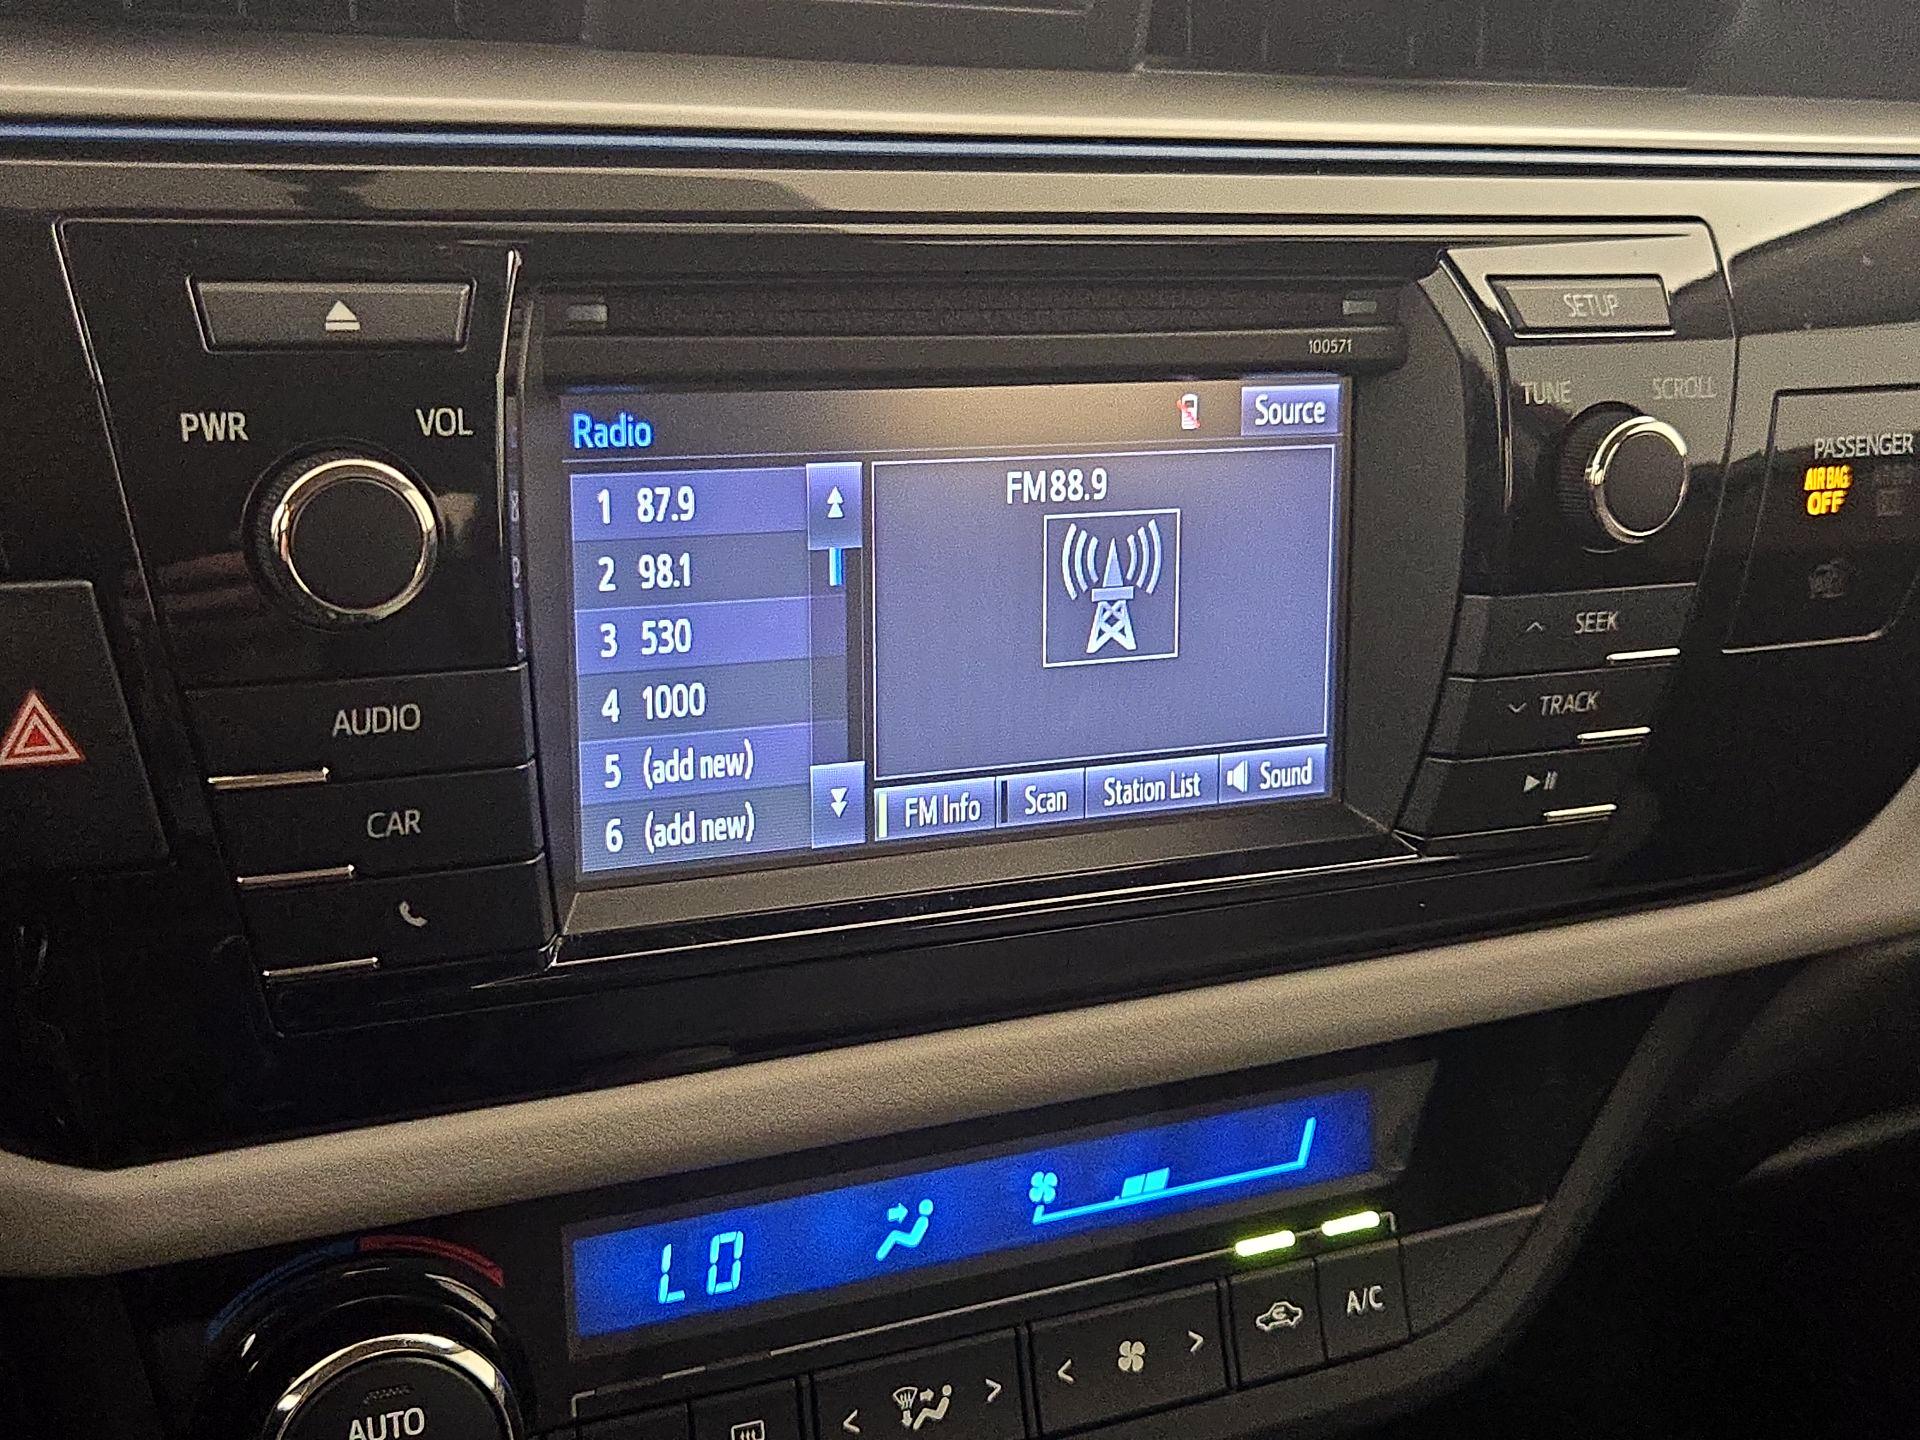 SETUP
100571
PWR
VOL
TUNE
SCROLL
Radio
Source
PASSENGER
AIR BAG
OFF
1 87.9
2 98.1
3 530
4 1000
5 (add new)
6 (add new)
FM88.9
FM Info
Scan
Station List
Sound
SEEK
TRACK
AUDIO
CAR
LO
A/C
AUTO